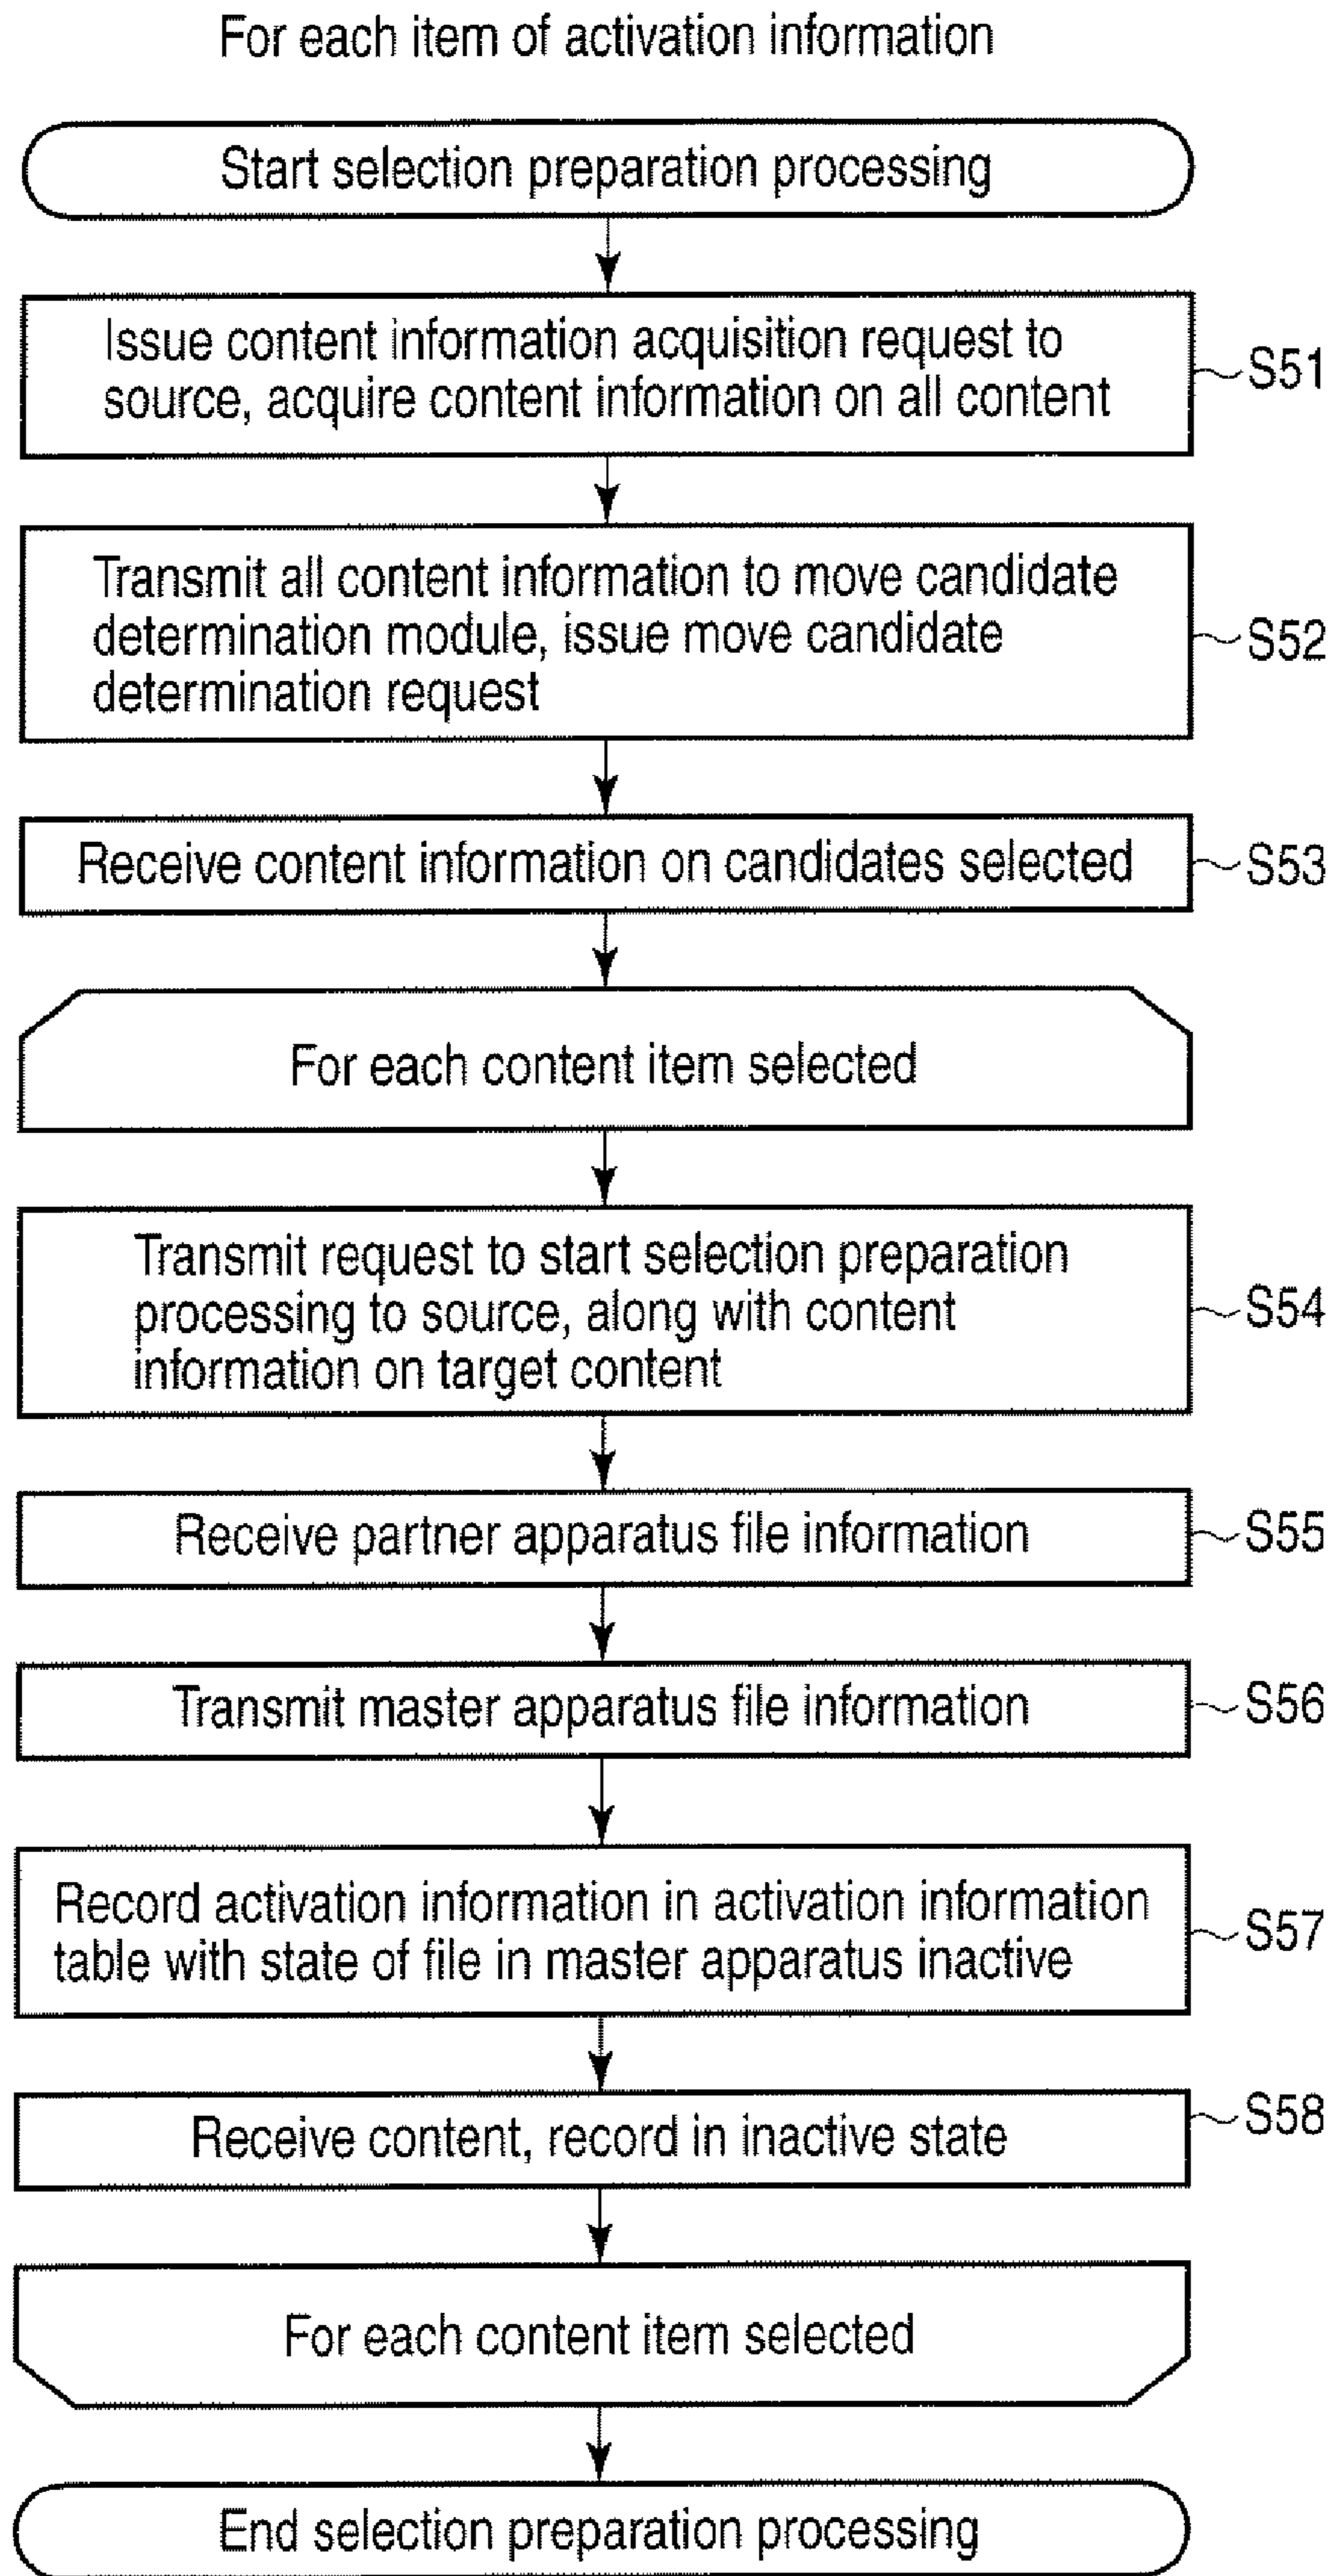 For each item of activation information
Start selection preparation processing
Issue content information acquisition request to
source, acquire content information on all content
S51
Transmit all content information to move candidate
determination module, issue move candidate
determination request
S52
Receive content information on candidates selected
S53
For each content item selected
Transmit request to start selection preparation
processing to source, along with content
information on target content
S54
Receive partner apparatus file information
S55
Transmit master apparatus file information
S56
Record activation information in activation information
table with state of file in master apparatus inactive
S57
Receive content, record in inactive state
S58
For each content item selected
End selection preparation processing